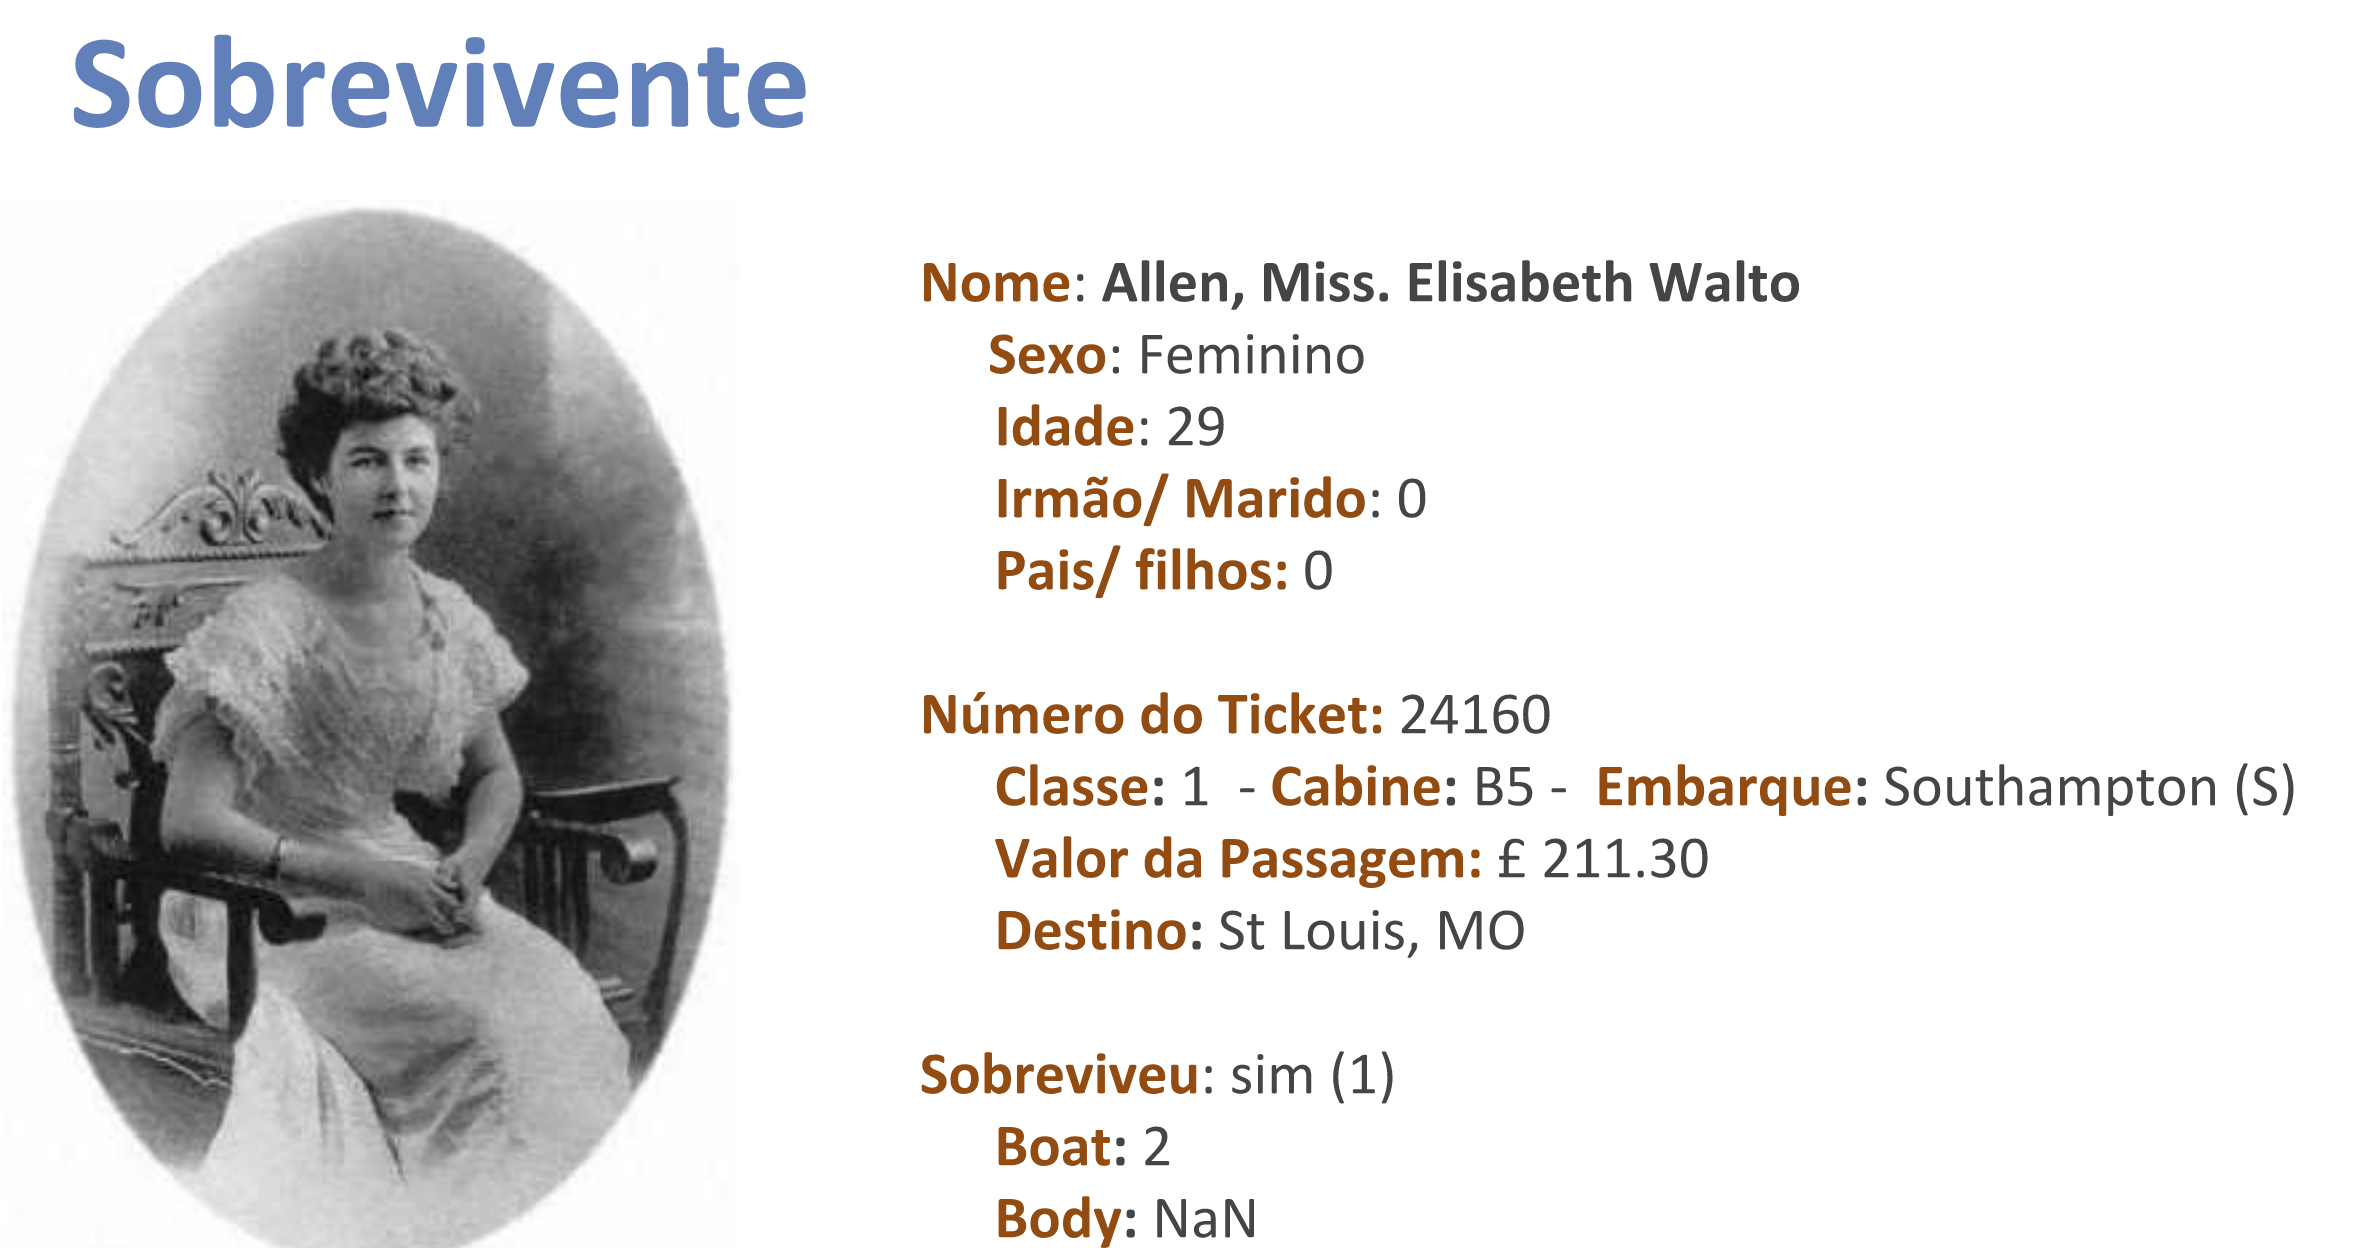 Sobrevivente
Nome: Allen, Miss. Elisabeth Walto
Sexo: Feminino
Idade: 29
Irmão/ Marido: 0
Pais/ filhos: 0
Número do Ticket: 24160
Classe: 1 - Cabine: B5 - Embarque: Southampton (S)
Valor da Passagem: £ 211.30
Destino: St Louis, MO
Sobreviveu: sim (1)
Boat: 2
Body: NaN